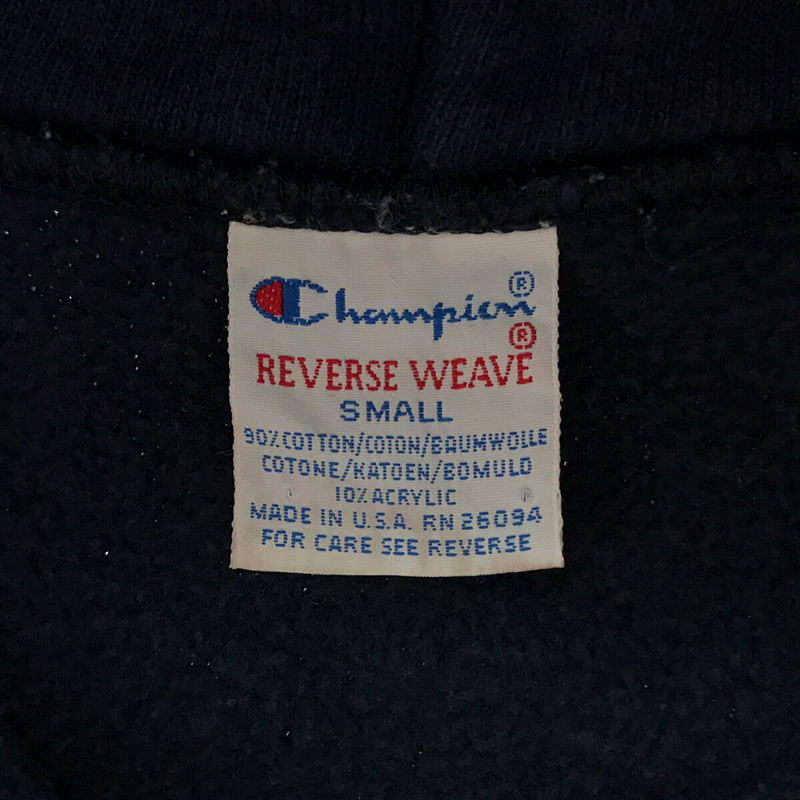 Champion®
®
REVERSE WEAVE
SMALL
90% COTTON/COTON/BAUMWOLLE
COTONE/KATOEN/BOMULD
10% ACRYLIC
MADE IN U.S.A. RN 26094
FOR CARE SEE REVERSE